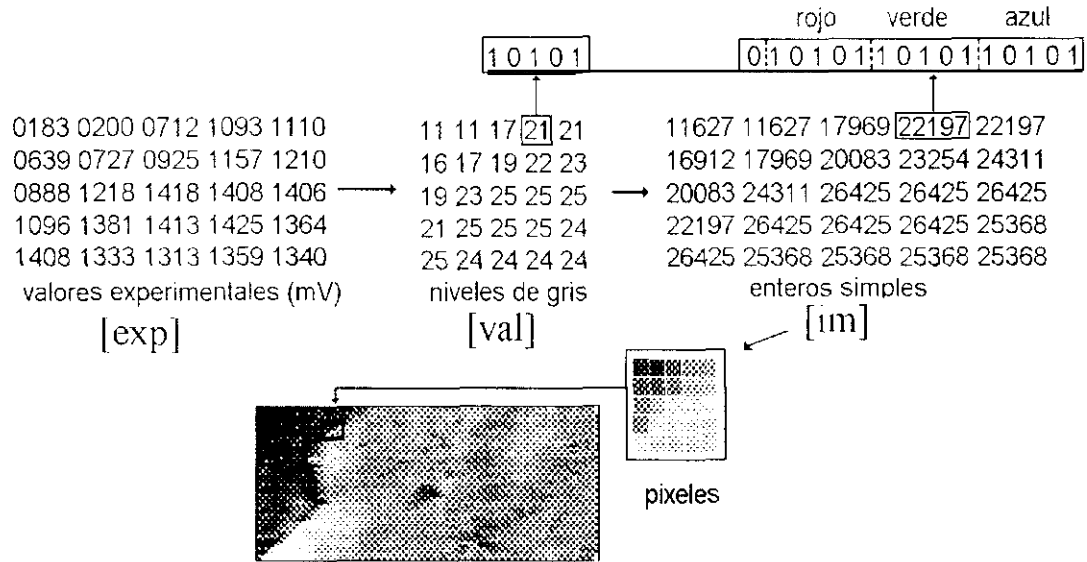 rojo verde azul
1 0 1 0 1
0 1 0 1 0 1 1 0 1 0 1 1 0 1 0 1
0183 0200 0712 1093 1110
0639 0727 0925 1157 1210
0888 1218 1418 1408 1406
1096 1381 1413 1425 1364
1408 1333 1313 1359 1340
valores experimentales (mV)
[exp]
11 11 17 21 21
16 17 19 22 23
19 23 25 25 25
21 25 25 25 24
25 24 24 24 24
niveles de gris
[val]
11627 11627 17969 22197 22197
16912 17969 20083 23254 24311
20083 24311 26425 26425 26425
22197 26425 26425 26425 25368
26425 25368 25368 25368 25368
enteros simples
[im]
pixeles